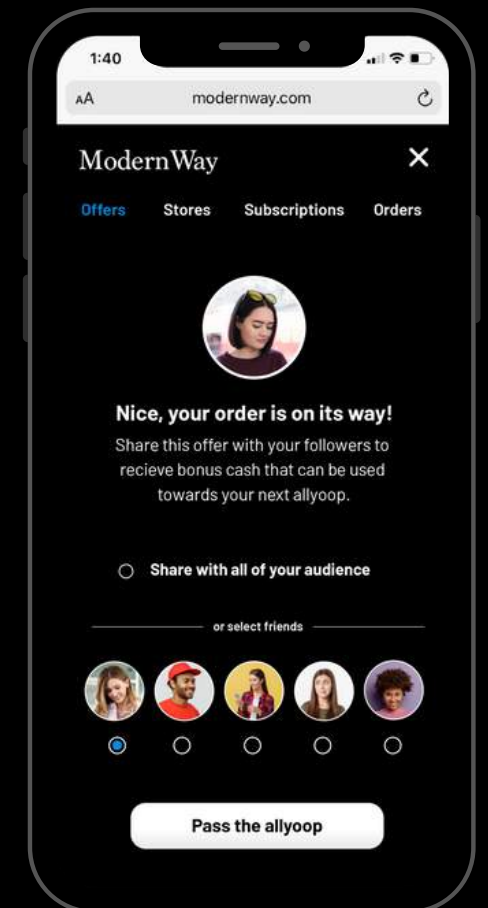 1:40
AA modernway.com
ModernWay
Offers Stores Subscriptions Orders
Nice, your order is on its way!
Share this offer with your followers to
recieve bonus cash that can be used
towards your next allyoop.
Share with all of your audience
or select friends
Pass the allyoop